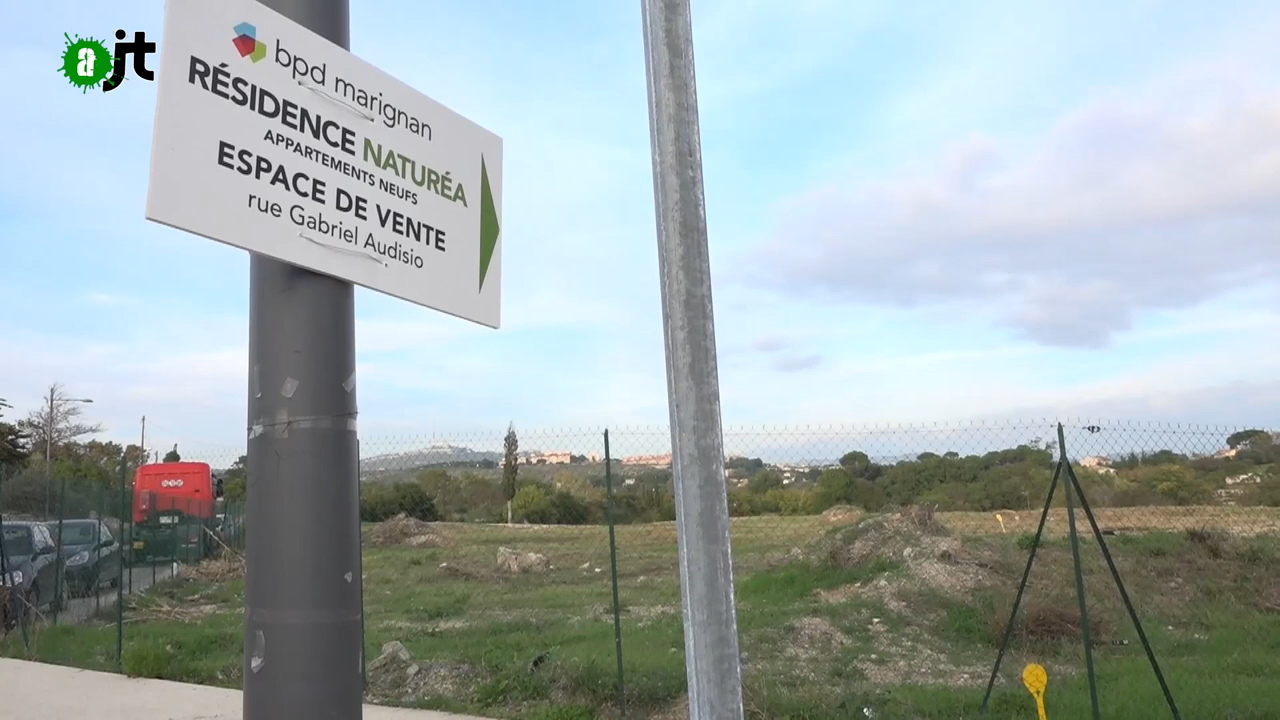 ajt
bpd marignan
RÉSIDENCE NATURÉA
APPARTEMENTS NEUFS
ESPACE DE VENTE
rue Gabriel Audisio